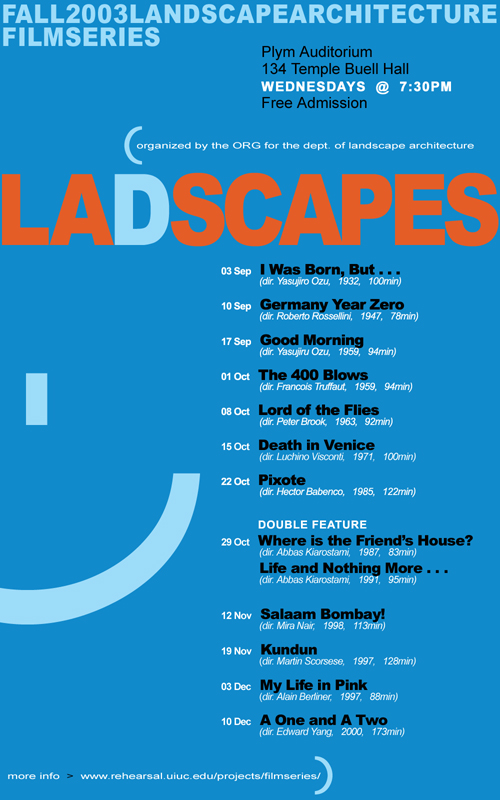 FALL2003LANDSCAPEARCHITECTURE
FILMSERIES
Plym Auditorium
134 Temple Buell Hall
WEDNESDAYS @ 7:30PM
Free Admission
organized by the ORG for the dept. of landscape architecture
LADSCAPES
03 Sep I Was Born, But . . .
(dir. Yasujiro Ozu, 1932, 100min)
10 Sep Germany Year Zero
(dir. Roberto Rossellini, 1947, 78min)
17 Sep Good Morning
(dir. Yasujiru Ozu, 1959, 94min)
01 Oct The 400 Blows
(dir. Francois Truffaut, 1959, 94min)
08 Oct Lord of the Flies
(dir. Peter Brook, 1963, 92min)
15 Oct Death in Venice
(dir. Luchino Visconti, 1971, 100min)
22 Oct Pixote
(dir. Hector Babenco, 1985, 122min)
DOUBLE FEATURE
29 Oct Where is the Friend's House?
(dir. Abbas Kiarostami, 1987, 83min)
Life and Nothing More . . .
(dir. Abbas Kiarostami, 1991, 95min)
12 Nov Salaam Bombay!
(dir. Mira Nair, 1998, 113min)
19 Nov Kundun
(dir. Martin Scorsese, 1997, 128min)
03 Dec My Life in Pink
(dir. Alain Berliner, 1997, 88min)
10 Dec A One and A Two
(dir. Edward Yang, 2000, 173min)
more info > www.rehearsal.uiuc.edu/projects/filmseries/